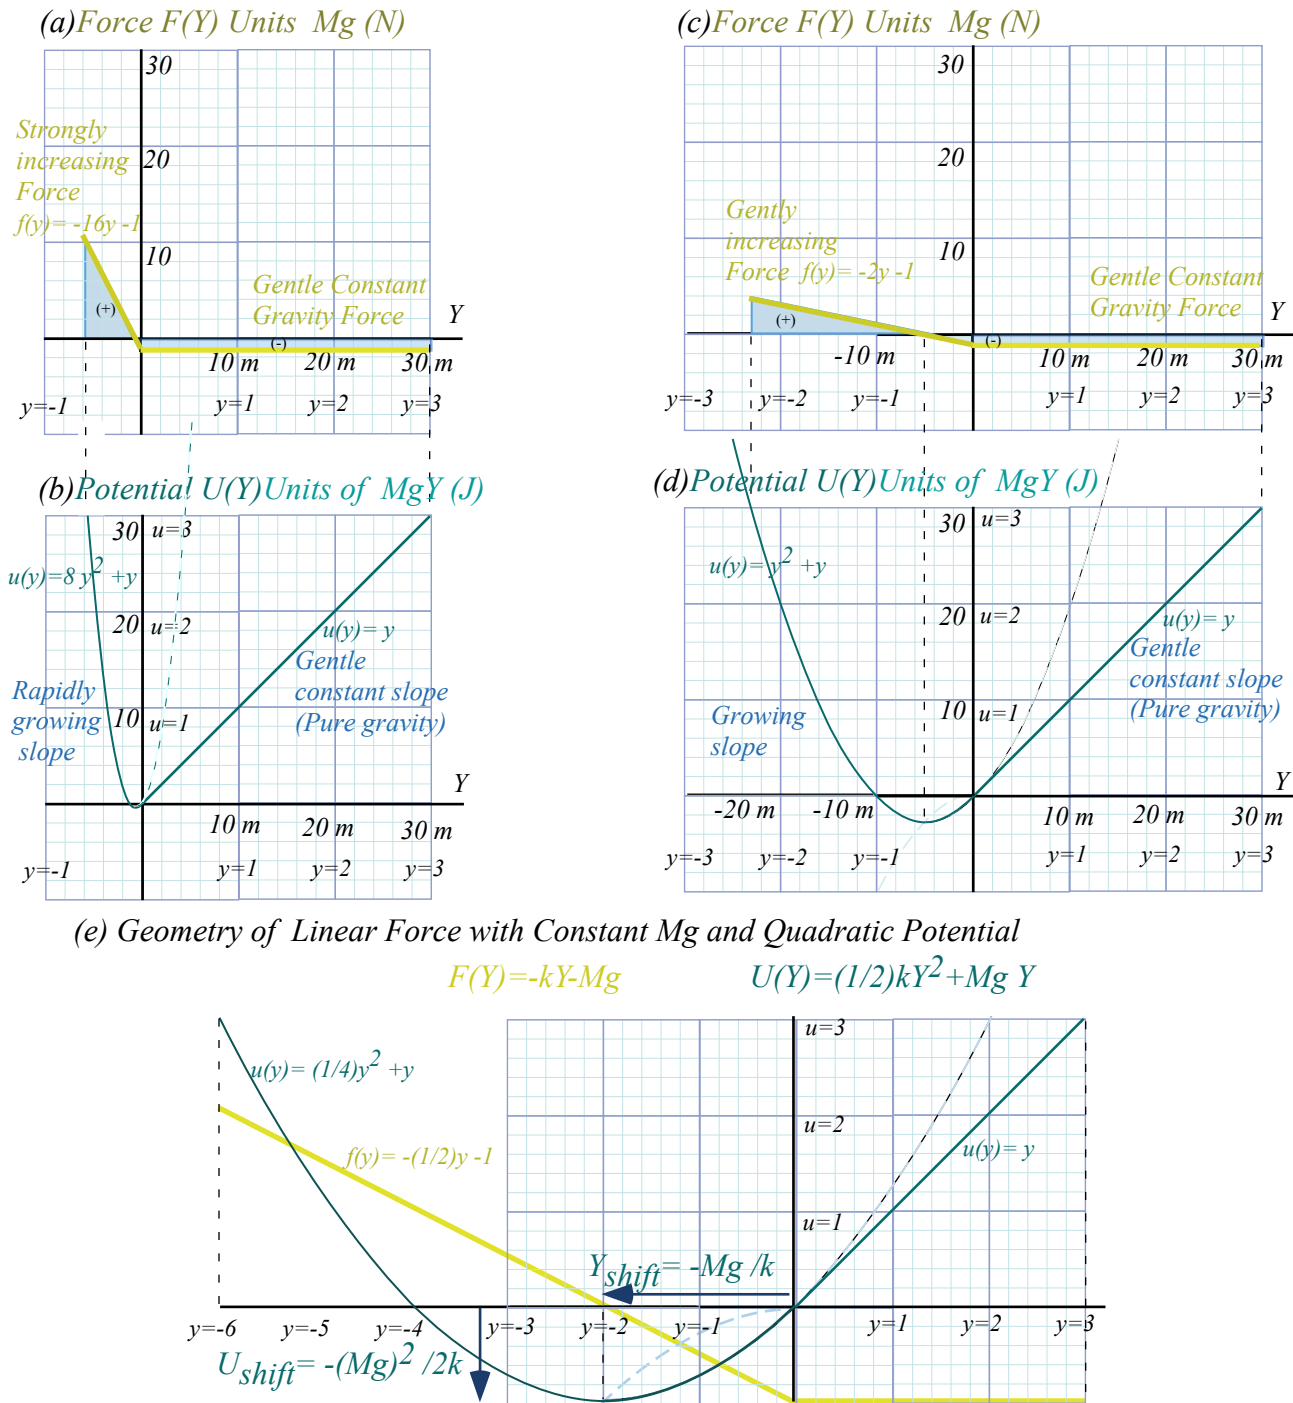 (a)Force F(Y) Units Mg (N)
30
Strongly
increasing
Force
f(y)= -16y -1
20
10
(+)
Gentle Constant
Gravity Force
Y
(-)
10 m 20 m 30 m
y=-1 y=1 y=2 y=3
(c)Force F(Y) Units Mg (N)
30
20
Gently
increasing
Force f(y)= -2y -1
10
(+)
Gentle Constant
Gravity Force
Y
(-)
-10 m 10 m 20 m 30 m
y=-3 y=-2 y=-1 y=1 y=2 y=3
(b)Potential U(Y)Units of MgY (J)
30 u=3
u(y)=8 y2 +y
20 u=2
u(y)= y
Gentle
constant slope
(Pure gravity)
Rapidly
growing
slope
10 u=1
Y
10 m 20 m 30 m
y=-1 y=1 y=2 y=3
(d)Potential U(Y)Units of MgY (J)
30 u=3
u(y)=y2 +y
20 u=2
u(y)= y
Gentle
constant slope
(Pure gravity)
Growing
slope
10 u=1
Y
-20 m -10 m 10 m 20 m 30 m
y=-3 y=-2 y=-1 y=1 y=2 y=3
(e) Geometry of Linear Force with Constant Mg and Quadratic Potential
F(Y)=-kY-Mg U(Y)=(1/2)kY2+Mg Y
u=3
u(y)= (1/4)y2 +y
u=2
f(y)= -(1/2)y -1
u(y)= y
u=1
Yshift= -Mg /k
y=-6 y=-5 y=-4 y=-3 y=-2 y=-1 y=1 y=2 y=3
Ushift= -(Mg)2 /2k